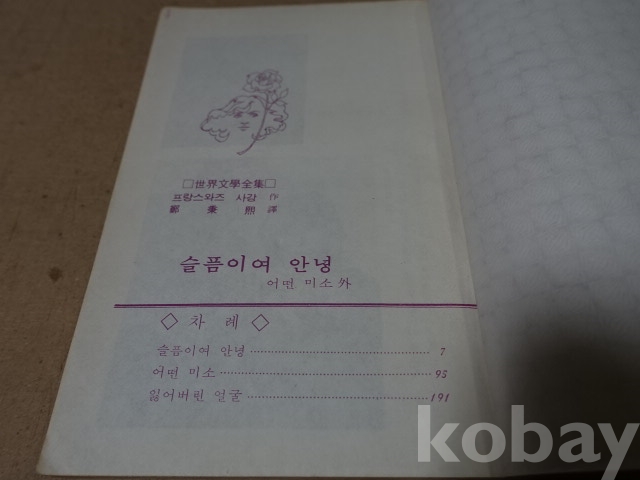 □世界文學全集□
프랑스와즈 사강 作
鄭秉熙 譯
슬픔이여 안녕
어떤 미소 外
◇ 차 례 ◇
슬픔이여 안녕 7
어떤 미소 95
잃어버린 얼굴 191
kobay